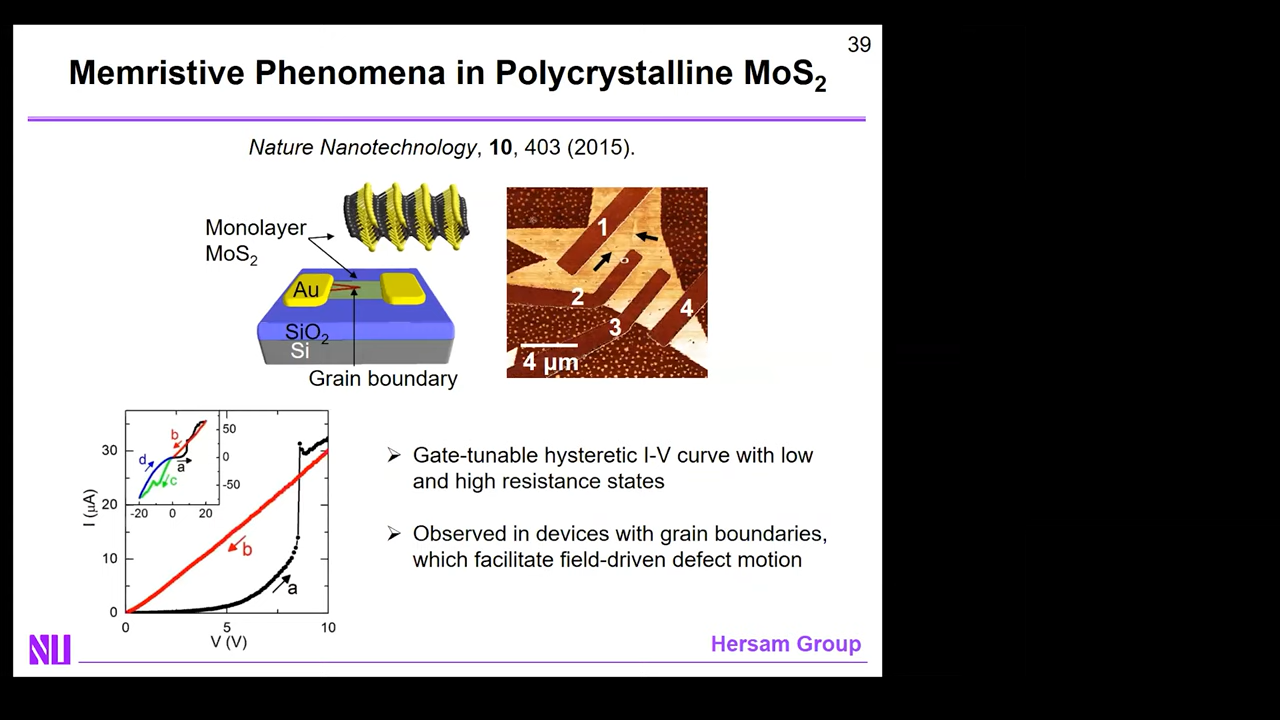 39
Memristive Phenomena in Polycrystalline MoS2
Nature Nanotechnology, 10, 403 (2015).
Monolayer
MoS2
Au
SiO2
Si
Grain boundary
1
2
3
4
4 μm
I (μA)
30
20
10
0
0 5 10
V (V)
a
b
50
0
-50
-20 0 20
a
b
c
d
➢ Gate-tunable hysteretic I-V curve with low
and high resistance states
➢ Observed in devices with grain boundaries,
which facilitate field-driven defect motion
NU
Hersam Group